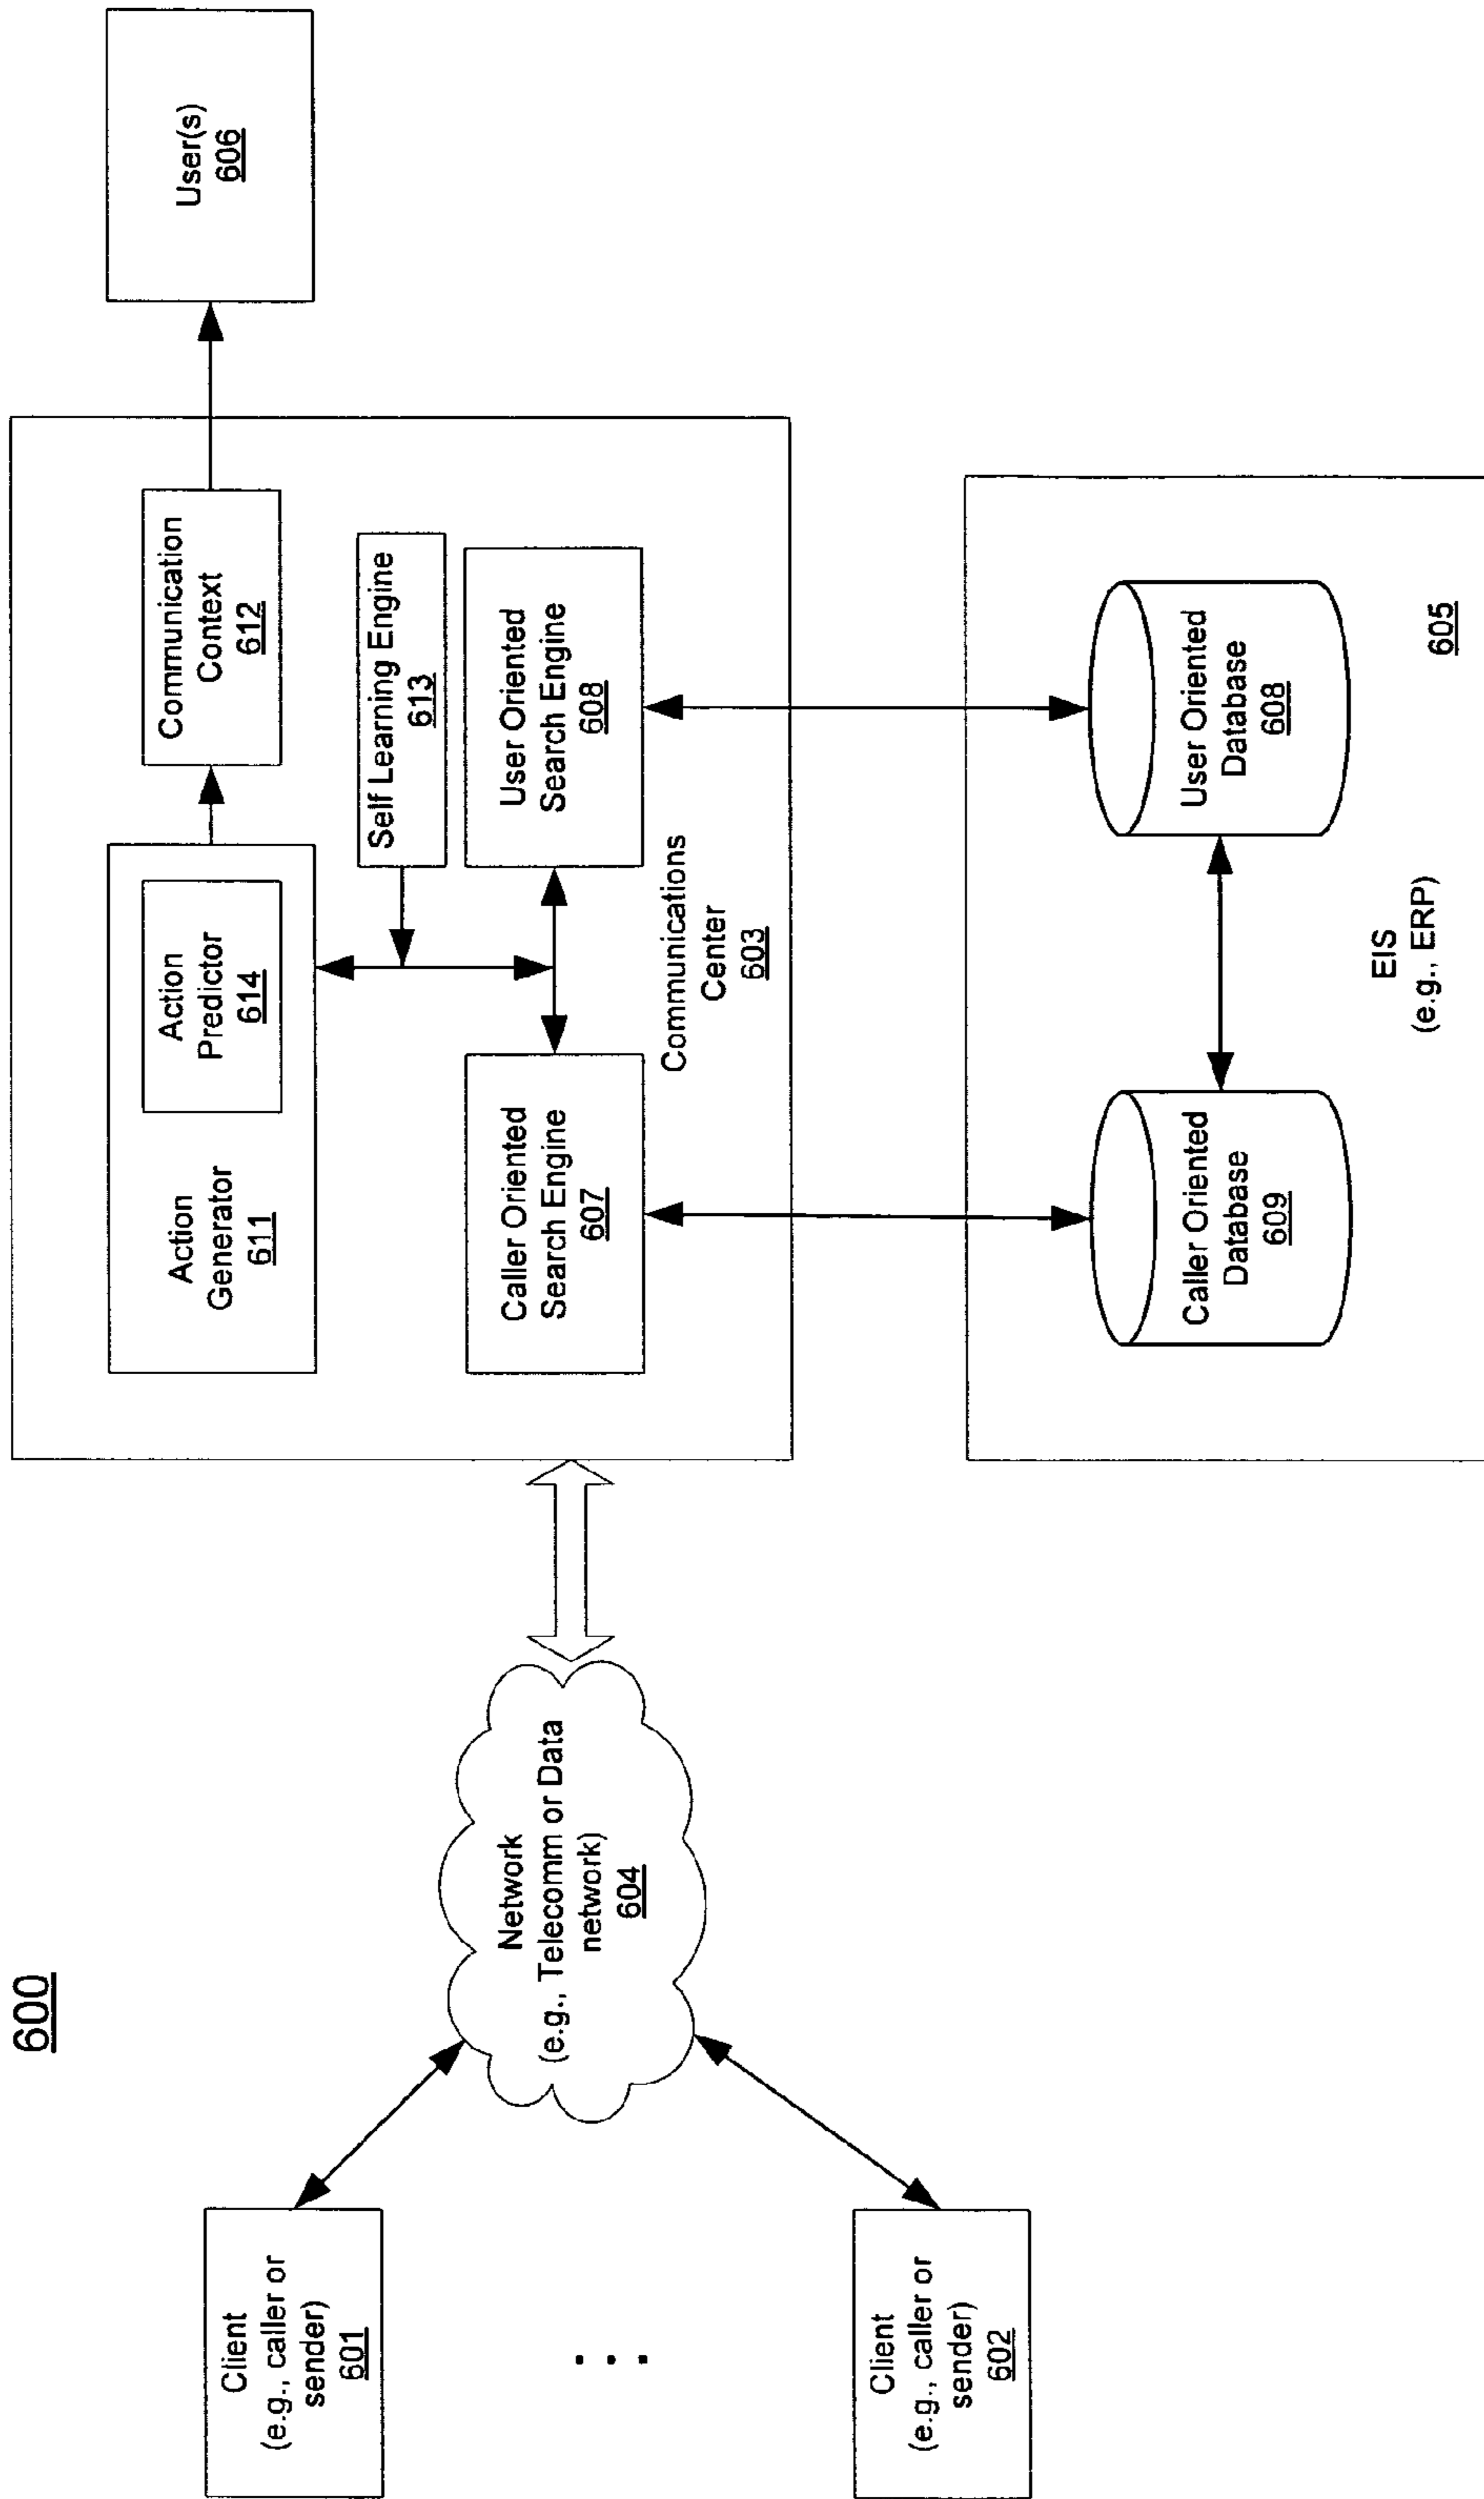 600
Client
(e.g., caller or
sender)
601
Client
(e.g., caller or
sender)
602
Network
(e.g., Telecomm or Data
network)
604
Action
Generator
611
Action
Predictor
614
Communication
Context
612
Self Learning Engine
613
Caller Oriented
Search Engine
607
User Oriented
Search Engine
608
Communications
Center
603
User(s)
606
Caller Oriented
Database
609
User Oriented
Database
608
EIS
(e.g., ERP)
605